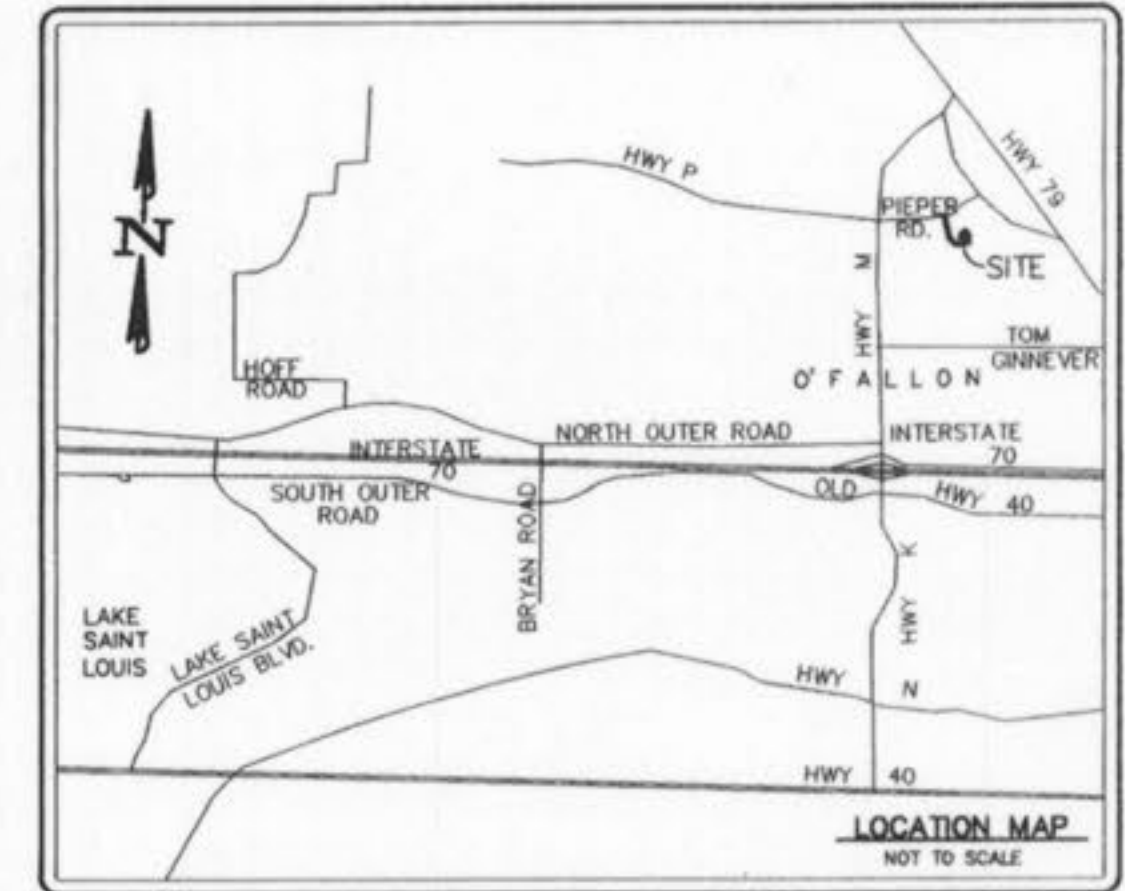 N
HWY P
HWY 79
PIEPER
RD.
SITE
HWY M
TOM
GINNEVER
HOFF
ROAD
O'FALLON
NORTH OUTER ROAD
INTERSTATE
70
INTERSTATE
70
SOUTH OUTER
ROAD
OLD HWY 40
BRYAN ROAD
HWY K
LAKE
SAINT
LOUIS
LAKE SAINT
LOUIS BLVD.
HWY N
HWY 40
LOCATION MAP
NOT TO SCALE